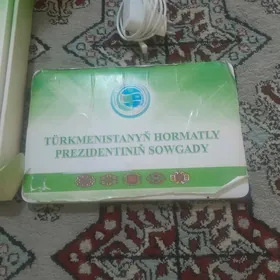 TÜRKMENISTANYŇ HORMATLY
PREZIDENTINIŇ SOWGADY